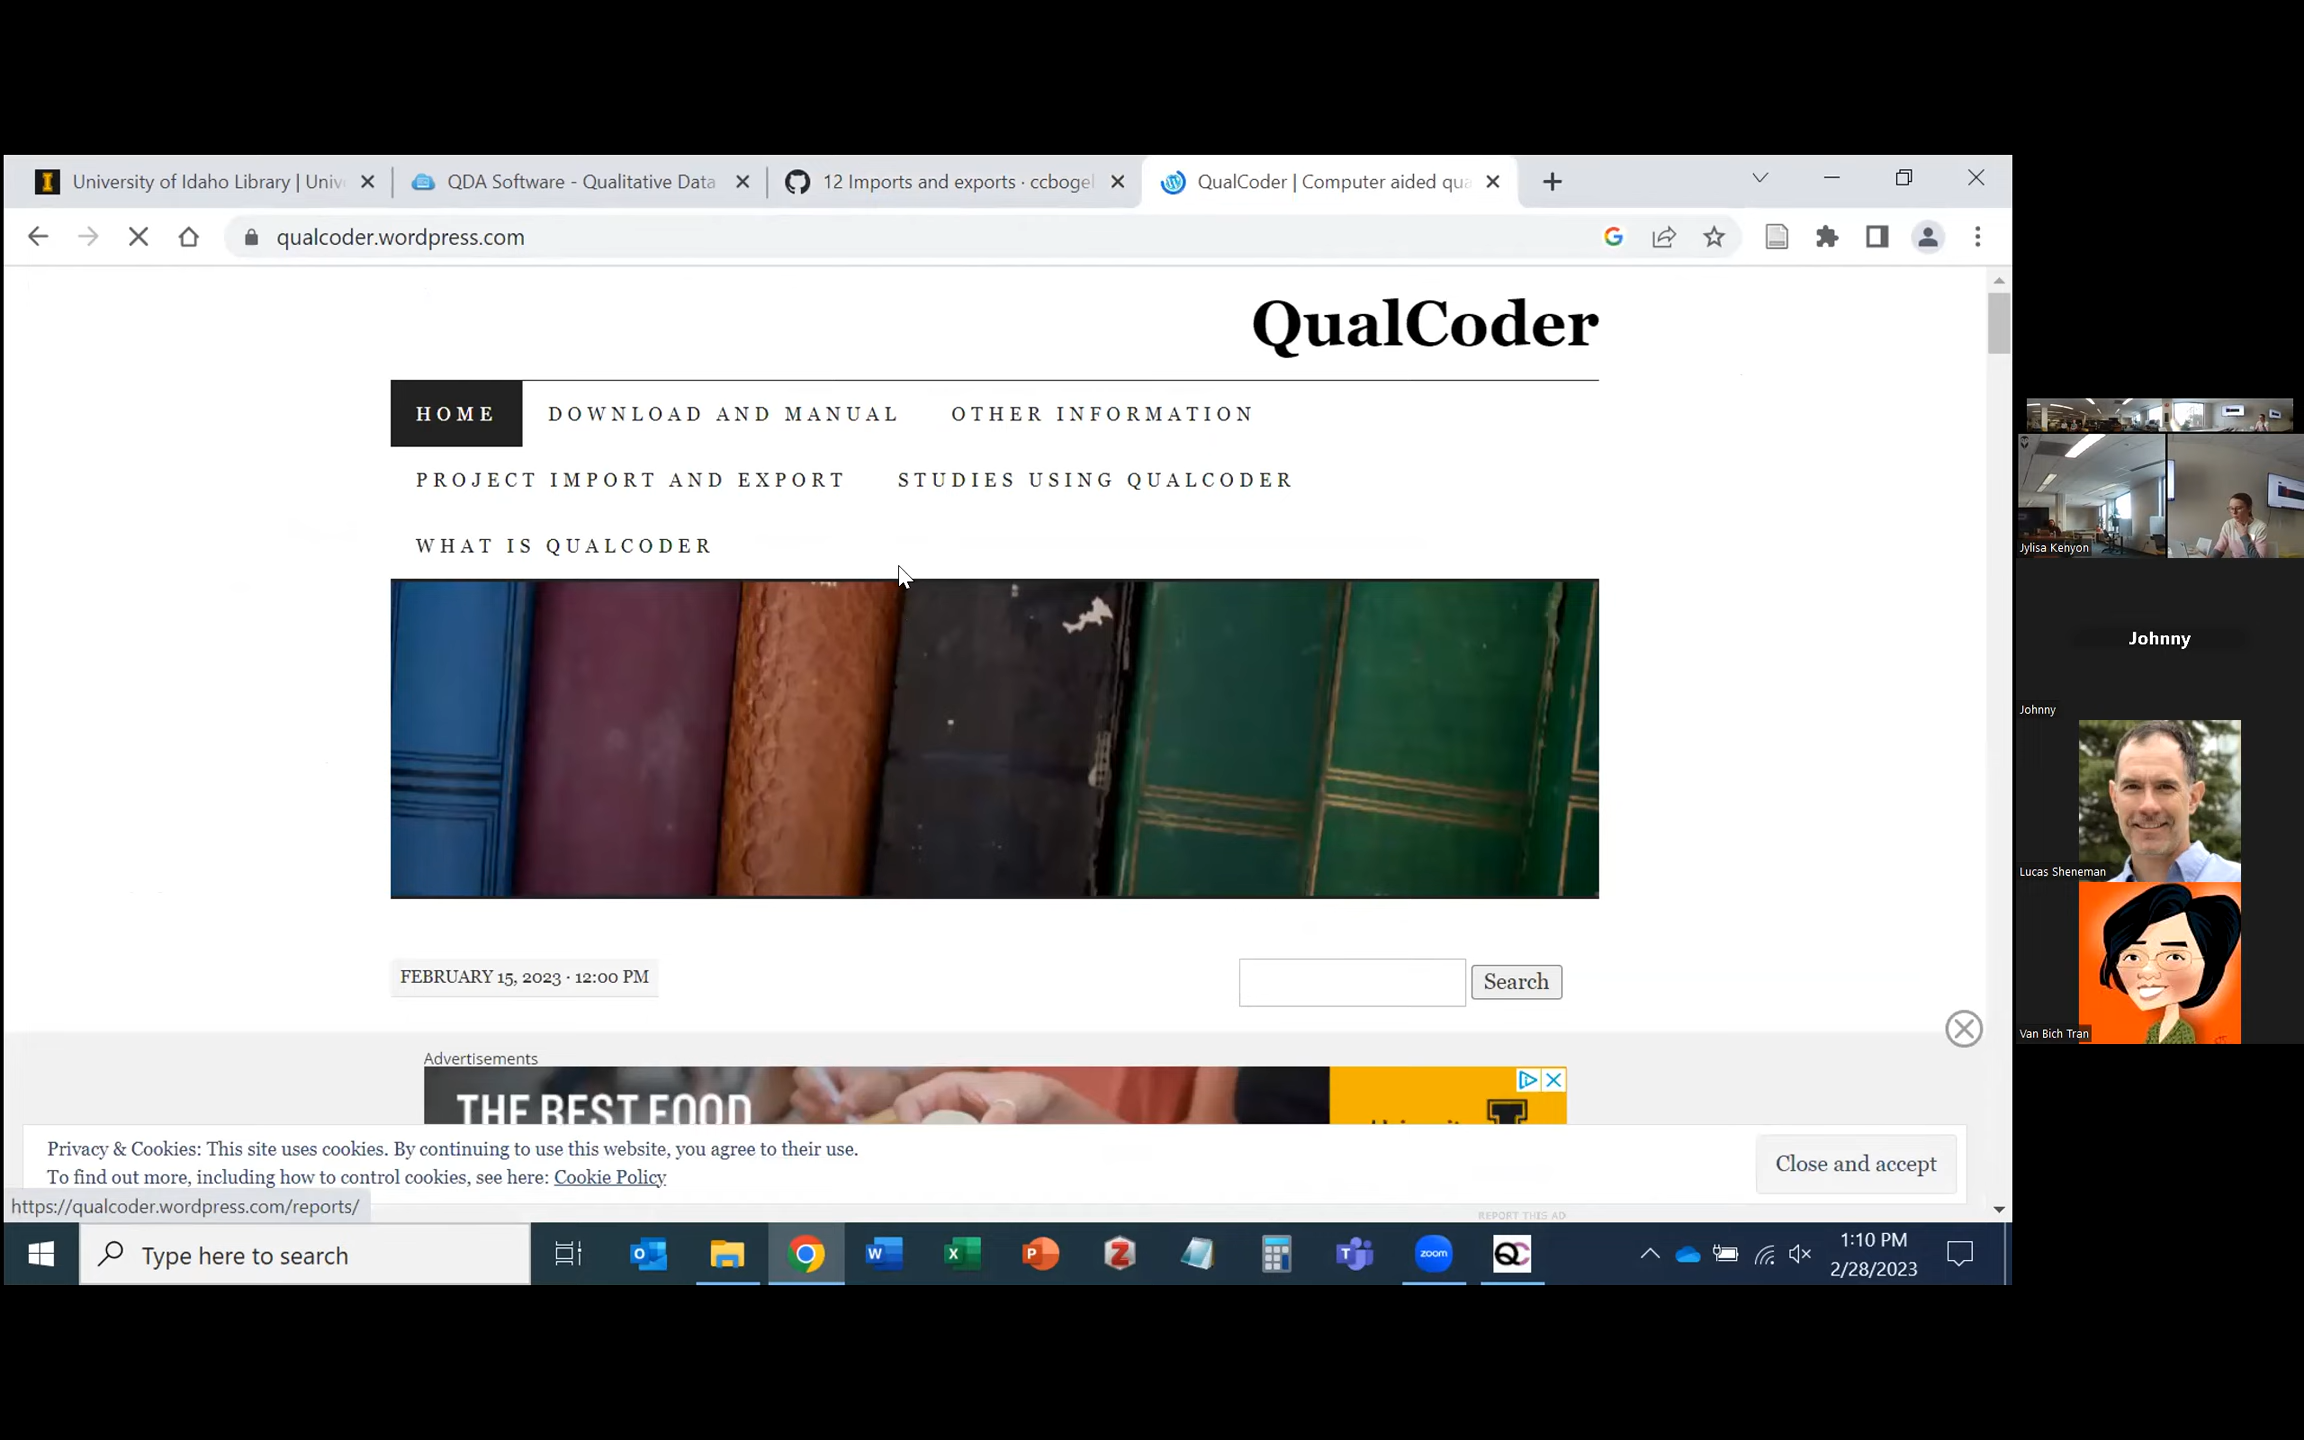 University of Idaho Library | Univ
QDA Software - Qualitative Data
12 Imports and exports · ccbogel
QualCoder | Computer aided qua
qualcoder.wordpress.com
QualCoder
HOME
DOWNLOAD AND MANUAL
OTHER INFORMATION
PROJECT IMPORT AND EXPORT
STUDIES USING QUALCODER
WHAT IS QUALCODER
FEBRUARY 15, 2023 · 12:00 PM
Search
Advertisements
THE BEST FOOD
Privacy & Cookies: This site uses cookies. By continuing to use this website, you agree to their use.
To find out more, including how to control cookies, see here: Cookie Policy
Close and accept
https://qualcoder.wordpress.com/reports/
REPORT THIS AD
Type here to search
zoom
QC
1:10 PM
2/28/2023
Jylisa Kenyon
Johnny
Johnny
Lucas Sheneman
Van Bich Tran